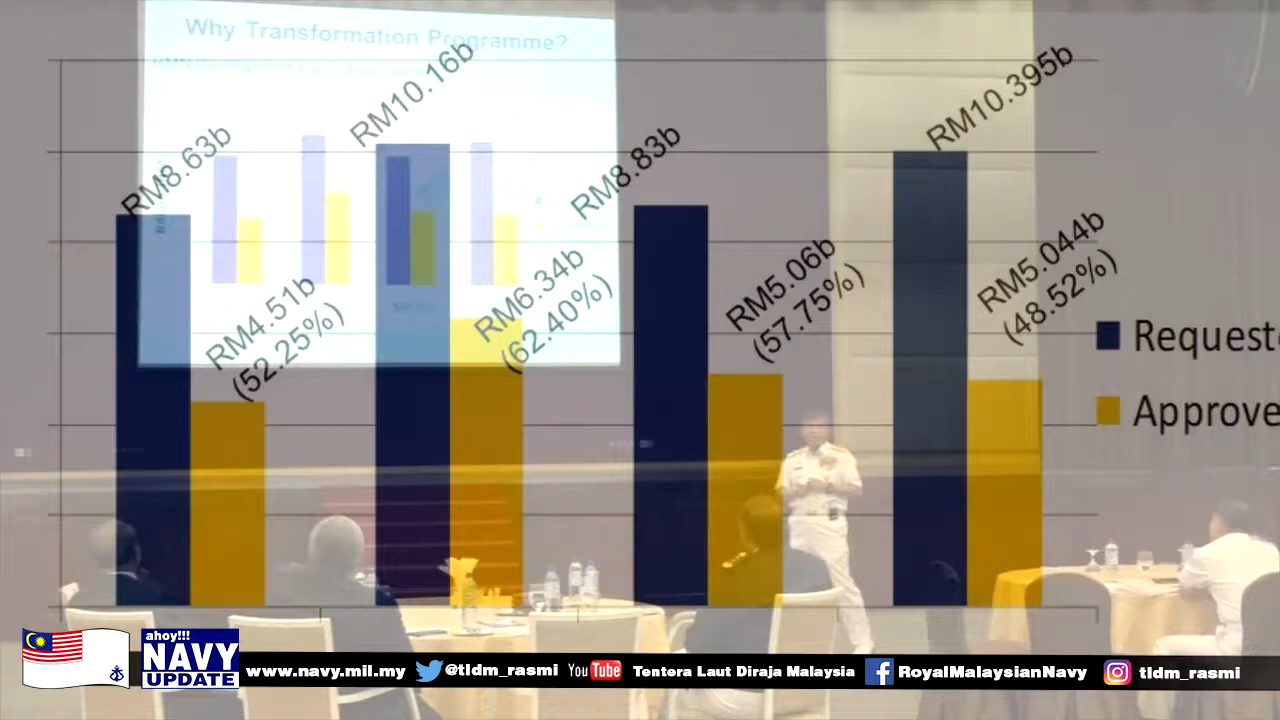 Why Transformation Programme?
RM8.63b
RM10.16b
RM8.83b
RM10.395b
RM4.51b
(52.25%)
RM6.34b
(62.40%)
RM5.06b
(57.75%)
RM5.044b
(48.52%)
Requeste
Approve
ahoy!!!
NAVY
UPDATE
www.navy.mil.my
@tldm_rasmi
YouTube
Tentera Laut Diraja Malaysia
f
RoyalMalaysianNavy
tldm_rasmi